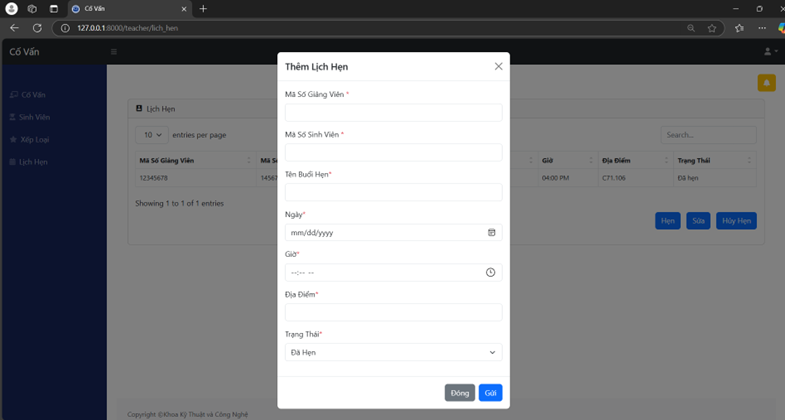 Cố Vấn
127.0.0.1:8000/teacher/lich_hen
Cố Vấn
Cố Vấn
Sinh Viên
Xếp Loại
Lịch Hẹn
Lịch Hẹn
10 entries per page
Search...
Mã Số Giảng Viên
Mã S
Giờ
Địa Điểm
Trạng Thái
12345678
14567
04:00 PM
C71.106
Đã hẹn
Showing 1 to 1 of 1 entries
Hẹn
Sửa
Hủy Hẹn
Thêm Lịch Hẹn
Mã Số Giảng Viên *
Mã Số Sinh Viên *
Tên Buổi Hẹn*
Ngày*
mm/dd/yyyy
Giờ*
--:-- --
Địa Điểm*
Trạng Thái*
Đã Hẹn
Đóng
Gửi
Copyright ©Khoa Kỹ Thuật và Công Nghệ